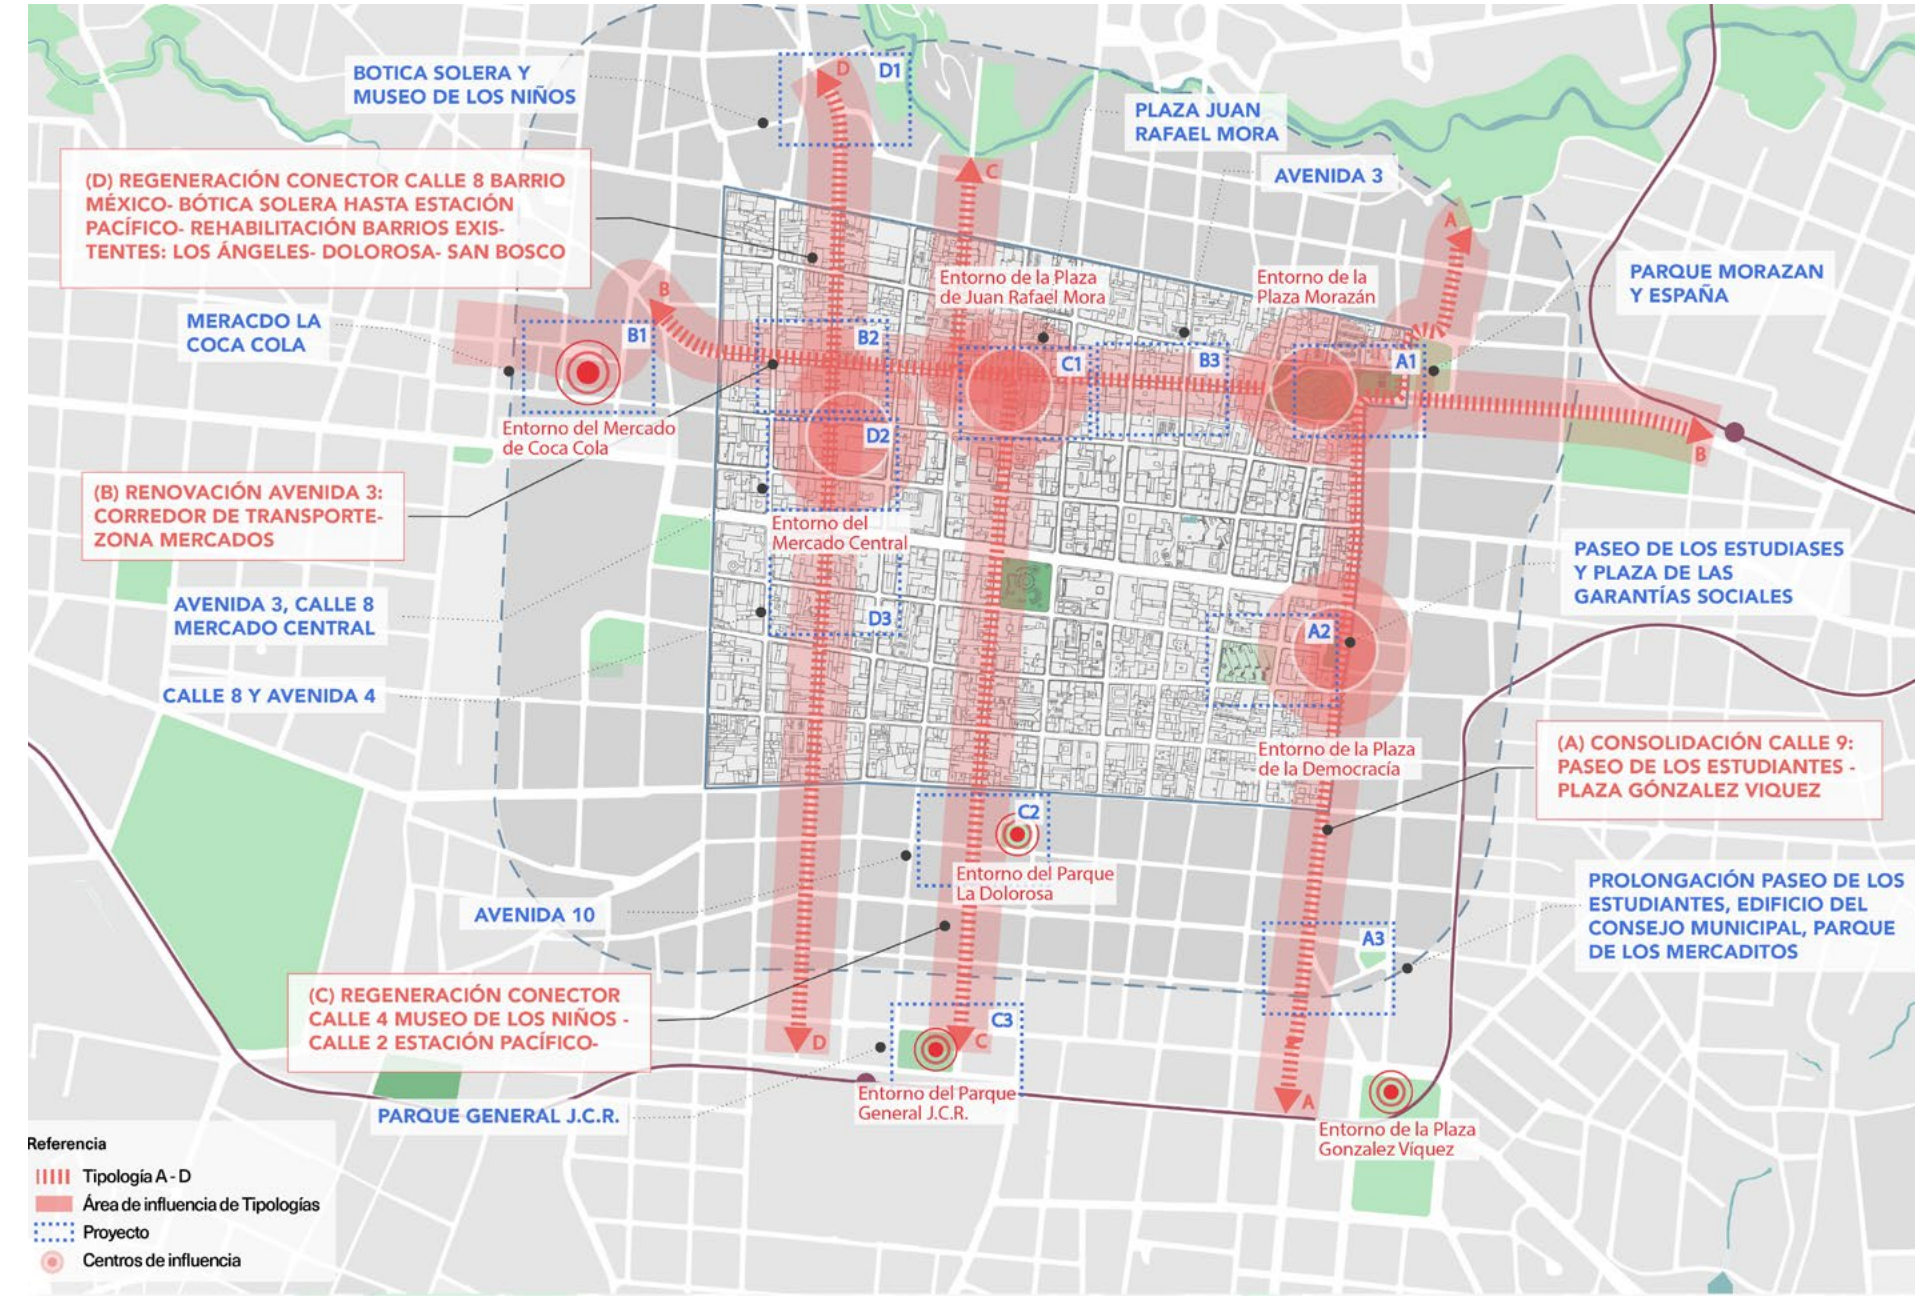 BOTICA SOLERA Y
MUSEO DE LOS NIÑOS
D
D1
C
PLAZA JUAN
RAFAEL MORA
AVENIDA 3
(D) REGENERACIÓN CONECTOR CALLE 8 BARRIO
MÉXICO- BÓTICA SOLERA HASTA ESTACIÓN
PACÍFICO- REHABILITACIÓN BARRIOS EXIS-
TENTES: LOS ÁNGELES- DOLOROSA- SAN BOSCO
A
PARQUE MORAZAN
Y ESPAÑA
Entorno de la Plaza
de Juan Rafael Mora
Entorno de la
Plaza Morazán
B
MERACDO LA
COCA COLA
B1
B2
C1
B3
A1
Entorno del Mercado
de Coca Cola
D2
B
(B) RENOVACIÓN AVENIDA 3:
CORREDOR DE TRANSPORTE-
ZONA MERCADOS
Entorno del
Mercado Central
PASEO DE LOS ESTUDIASES
Y PLAZA DE LAS
GARANTÍAS SOCIALES
AVENIDA 3, CALLE 8
MERCADO CENTRAL
D3
A2
CALLE 8 Y AVENIDA 4
Entorno de la Plaza
de la Democracía
(A) CONSOLIDACIÓN CALLE 9:
PASEO DE LOS ESTUDIANTES -
PLAZA GÓNZALEZ VIQUEZ
C2
Entorno del Parque
La Dolorosa
AVENIDA 10
PROLONGACIÓN PASEO DE LOS
ESTUDIANTES, EDIFICIO DEL
CONSEJO MUNICIPAL, PARQUE
DE LOS MERCADITOS
A3
(C) REGENERACIÓN CONECTOR
CALLE 4 MUSEO DE LOS NIÑOS -
CALLE 2 ESTACIÓN PACÍFICO-
C3
D
C
Entorno del Parque
General J.C.R.
PARQUE GENERAL J.C.R.
A
Entorno de la Plaza
Gonzalez Víquez
Referencia
Tipología A - D
Área de influencia de Tipologías
Proyecto
Centros de influencia